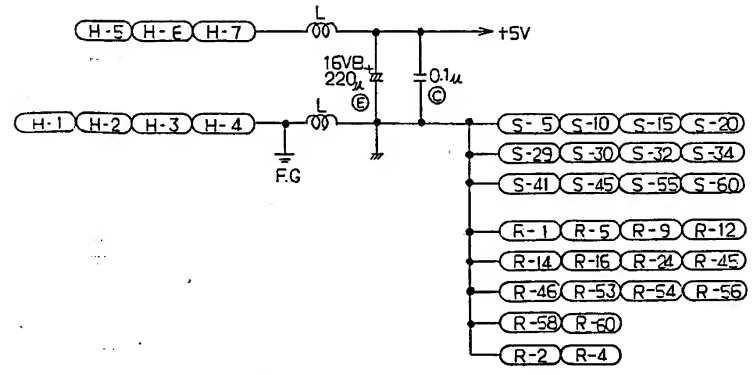 L
H-5 H-E H-7 +5V
16VB + 0.1μ
220μ
E C
L
H-1 H-2 H-3 H-4 S-5 S-10 S-15 S-20
F.G S-29 S-30 S-32 S-34
S-41 S-45 S-55 S-60
R-1 R-5 R-9 R-12
R-14 R-16 R-24 R-45
R-46 R-53 R-54 R-56
R-58 R-60
R-2 R-4